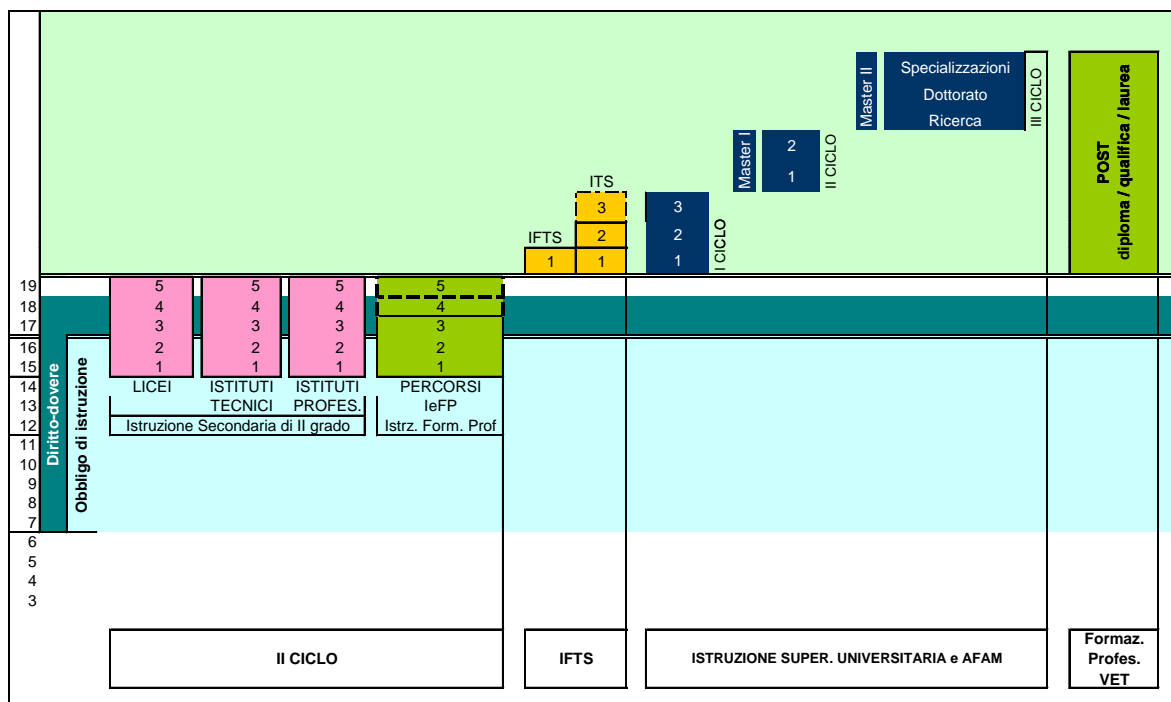 Master II
Specializzazioni
Dottorato
Ricerca
III CICLO
POST
diploma / qualifica / laurea
Master I
2
1
II CICLO
ITS
3
2
1
IFTS
1
3
2
1
I CICLO
19 5 5 5 5
18 4 4 4 4
17 3 3 3 3
16 2 2 2 2
15 1 1 1 1
14 LICEI ISTITUTI ISTITUTI PERCORSI
13 TECNICI PROFES. IeFP
12 Istruzione Secondaria di II grado Istrz. Form. Prof
11
10
9
8
7
6
5
4
3
Diritto-dovere
Obbligo di istruzione
II CICLO
IFTS
ISTRUZIONE SUPER. UNIVERSITARIA e AFAM
Formaz.
Profes.
VET